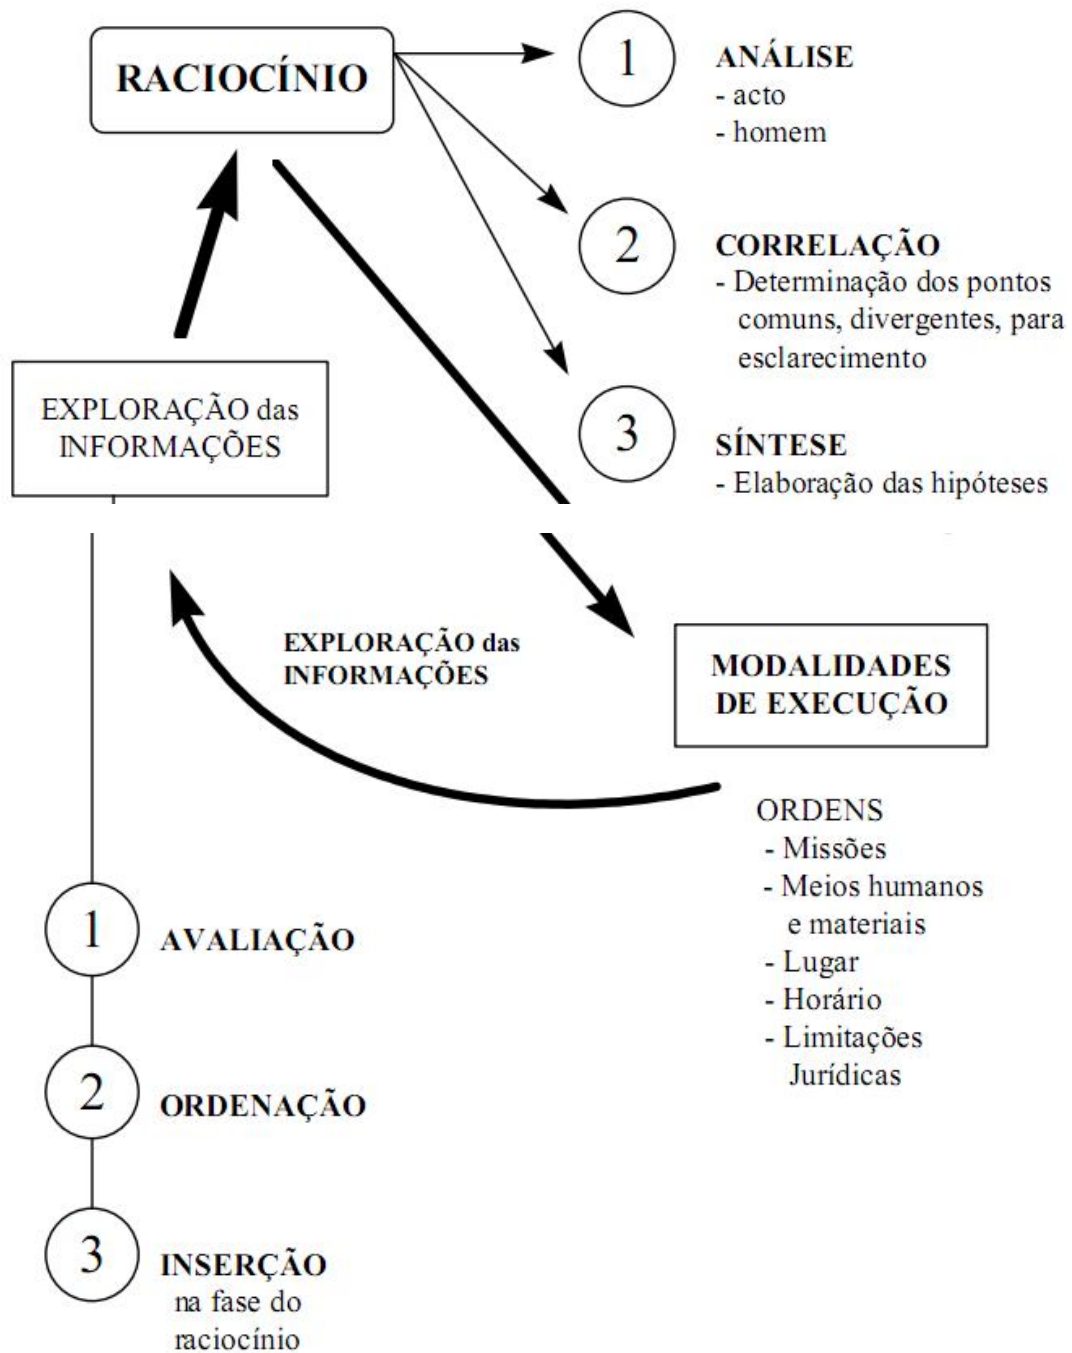 RACIOCÍNIO
1
ANÁLISE
- acto
- homem
2
CORRELAÇÃO
- Determinação dos pontos
comuns, divergentes, para
esclarecimento
3
SÍNTESE
- Elaboração das hipóteses
EXPLORAÇÃO das
INFORMAÇÕES
EXPLORAÇÃO das
INFORMAÇÕES
MODALIDADES
DE EXECUÇÃO
ORDENS
- Missões
- Meios humanos
e materiais
- Lugar
- Horário
- Limitações
Jurídicas
1
AVALIAÇÃO
2
ORDENAÇÃO
3
INSERÇÃO
na fase do
raciocínio